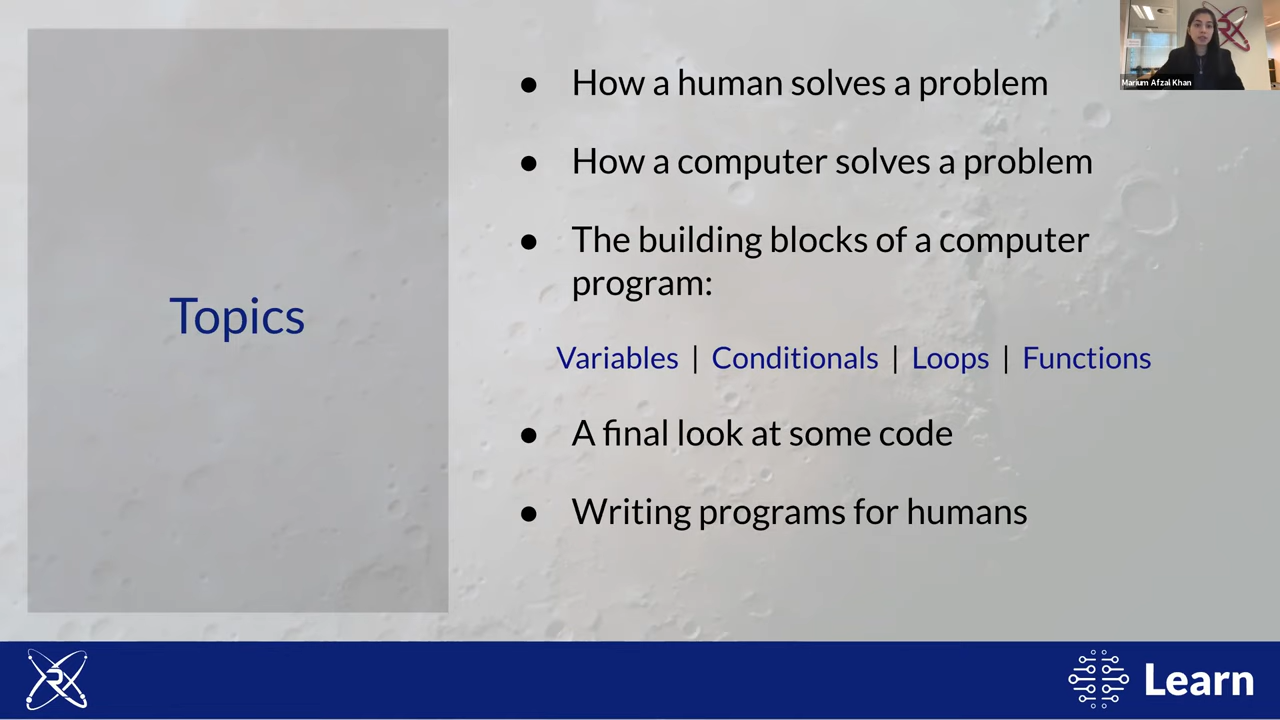 Topics
● How a human solves a problem
● How a computer solves a problem
● The building blocks of a computer
program:
Variables | Conditionals | Loops | Functions
● A final look at some code
● Writing programs for humans
Marium Afzal Khan
Learn